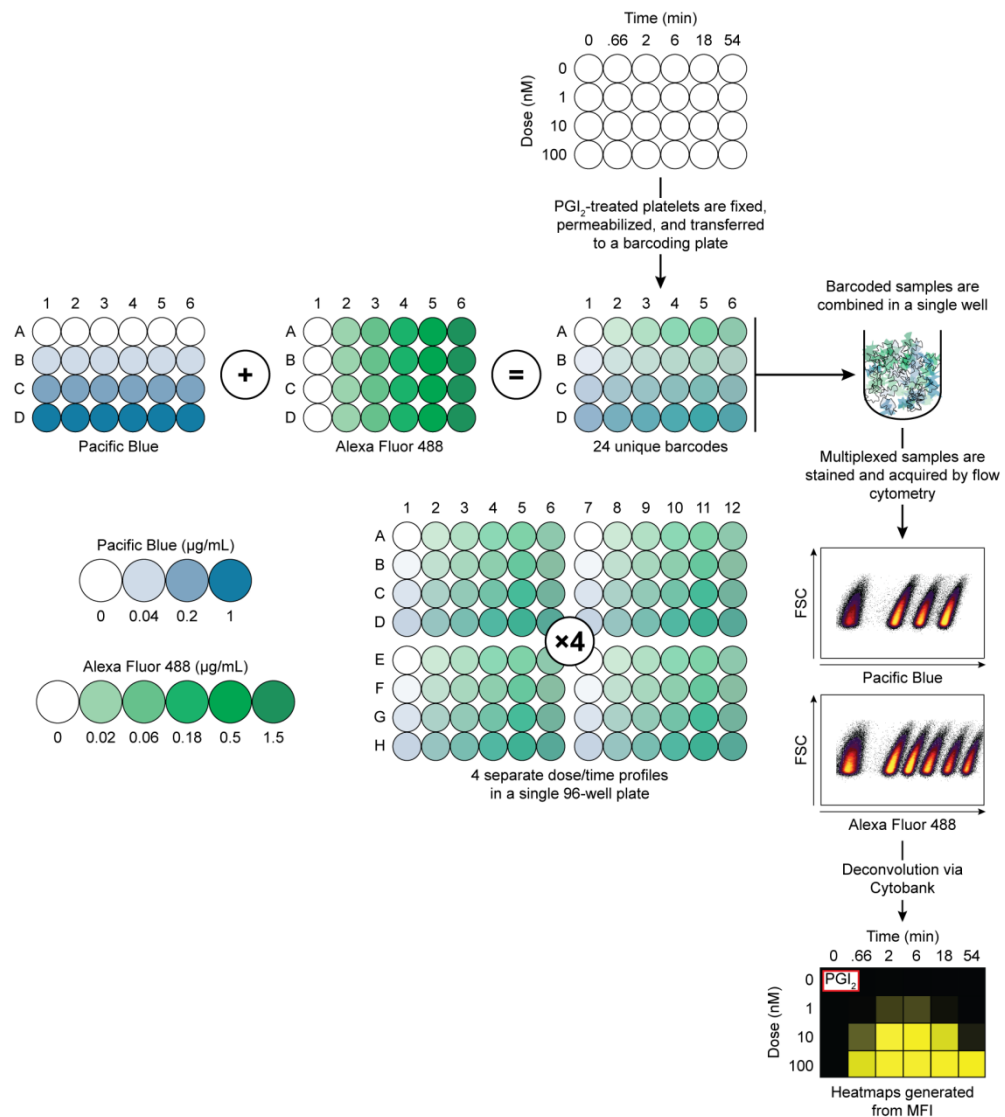 Time (min)
0 .66 2 6 18 54
Dose (nM)
0
1
10
100
PGI₂-treated platelets are fixed,
permeabilized, and transferred
to a barcoding plate
1 2 3 4 5 6
A
B
C
D
Pacific Blue
+
1 2 3 4 5 6
A
B
C
D
Alexa Fluor 488
=
1 2 3 4 5 6
A
B
C
D
24 unique barcodes
Barcoded samples are
combined in a single well
Multiplexed samples are
stained and acquired by flow
cytometry
Pacific Blue (µg/mL)
0 0.04 0.2 1
Alexa Fluor 488 (µg/mL)
0 0.02 0.06 0.18 0.5 1.5
1 2 3 4 5 6 7 8 9 10 11 12
A
B
C
D
×4
E
F
G
H
4 separate dose/time profiles
in a single 96-well plate
FSC
Pacific Blue
FSC
Alexa Fluor 488
Deconvolution via
Cytobank
Time (min)
0 .66 2 6 18 54
Dose (nM)
0
1
10
100
PGI₂
Heatmaps generated
from MFI